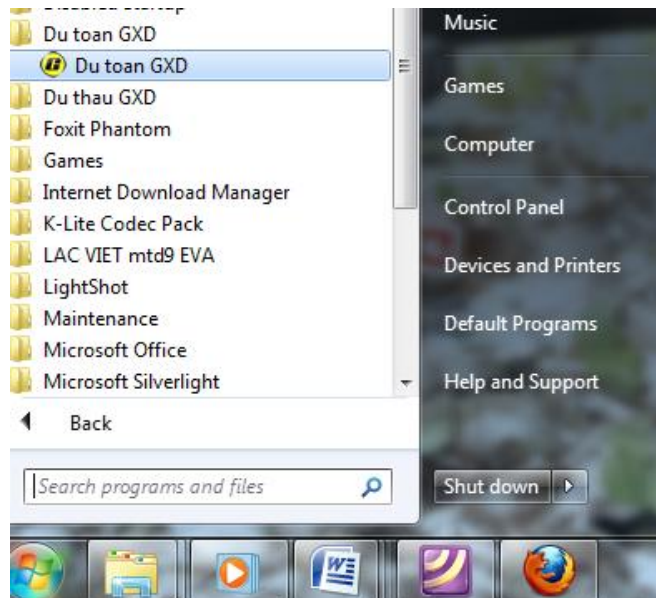 Disabled Startup
Du toan GXD
Du toan GXD
Du thau GXD
Foxit Phantom
Games
Internet Download Manager
K-Lite Codec Pack
LAC VIET mtd9 EVA
LightShot
Maintenance
Microsoft Office
Microsoft Silverlight
Back
Search programs and files
Music
Games
Computer
Control Panel
Devices and Printers
Default Programs
Help and Support
Shut down